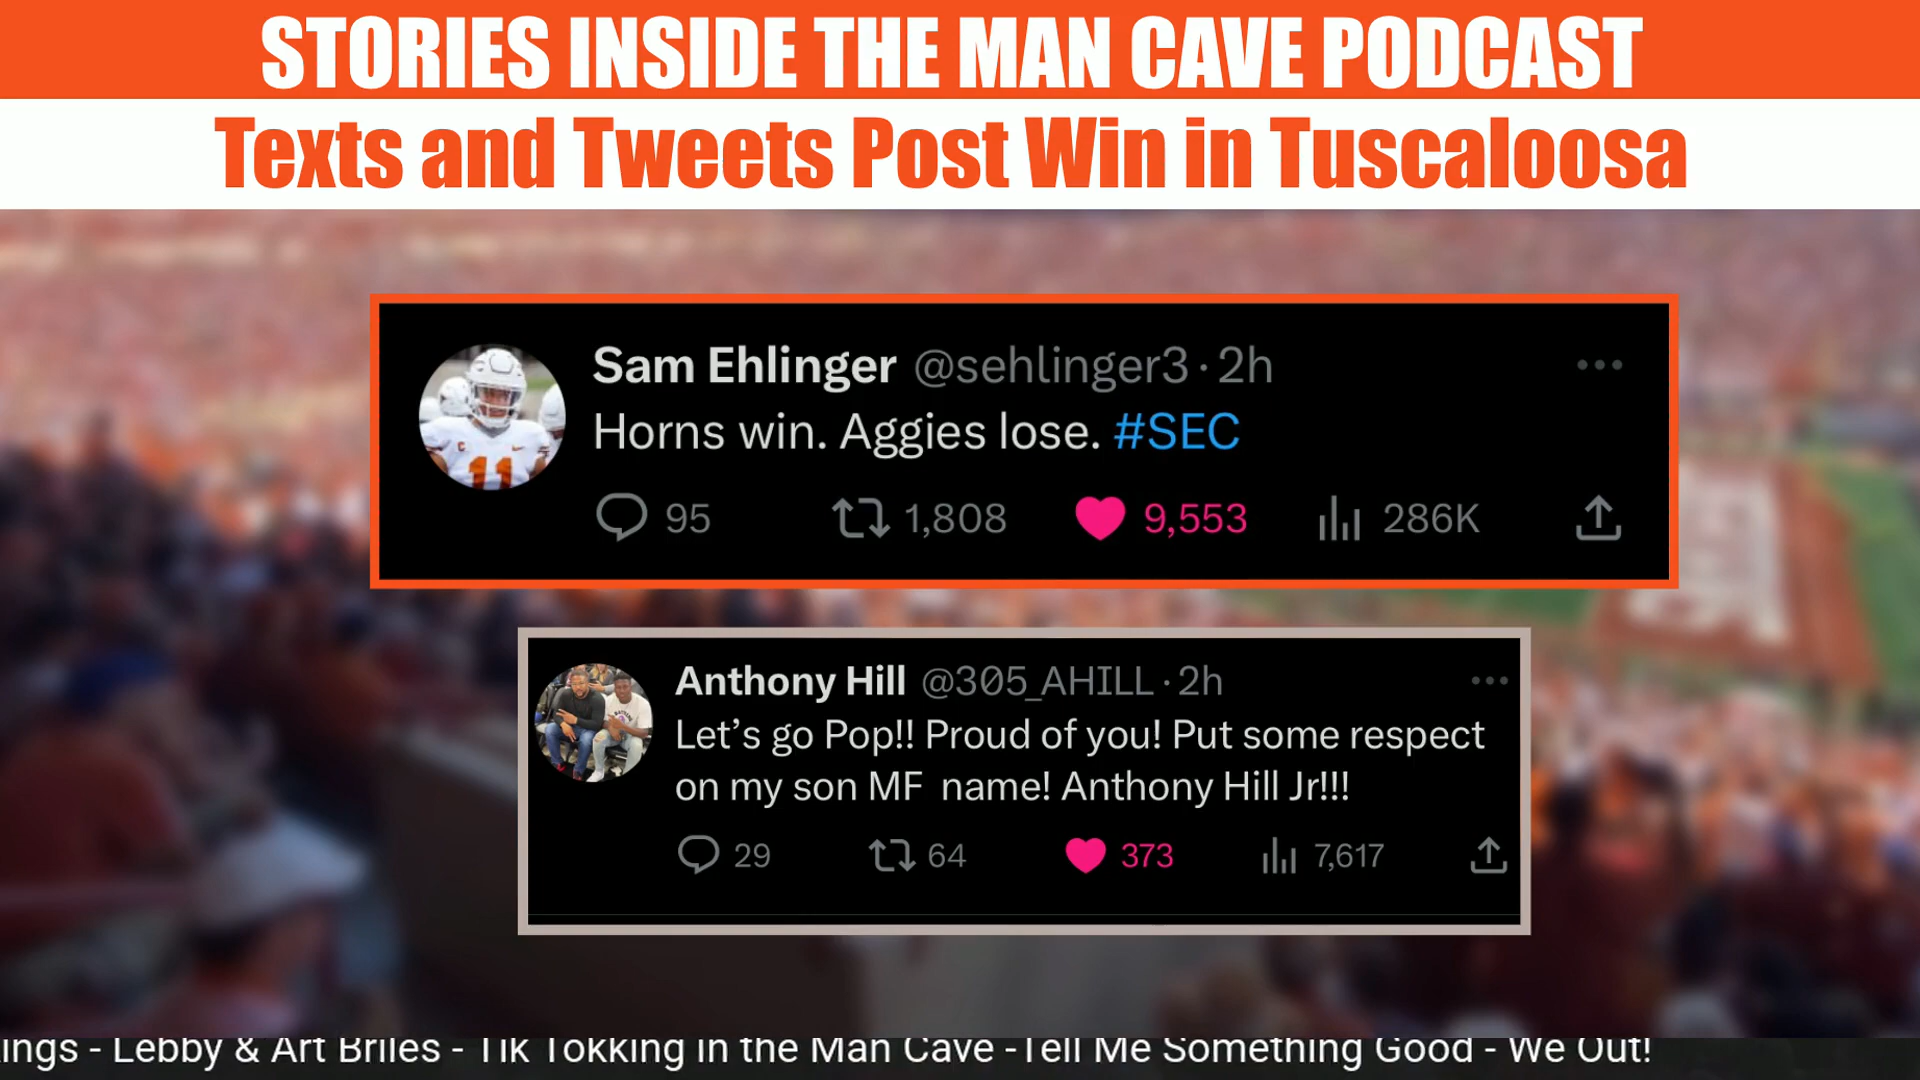 STORIES INSIDE THE MAN CAVE PODCAST
Texts and Tweets Post Win in Tuscaloosa
Sam Ehlinger @sehlinger3 · 2h
Horns win. Aggies lose. #SEC
95 1,808 9,553 286K
Anthony Hill @305_AHILL · 2h
Let’s go Pop!! Proud of you! Put some respect
on my son MF name! Anthony Hill Jr!!!
29 64 373 7,617
ings - Lebby & Art Briles - Tik Tokking in the Man Cave -Tell Me Something Good - We Out!